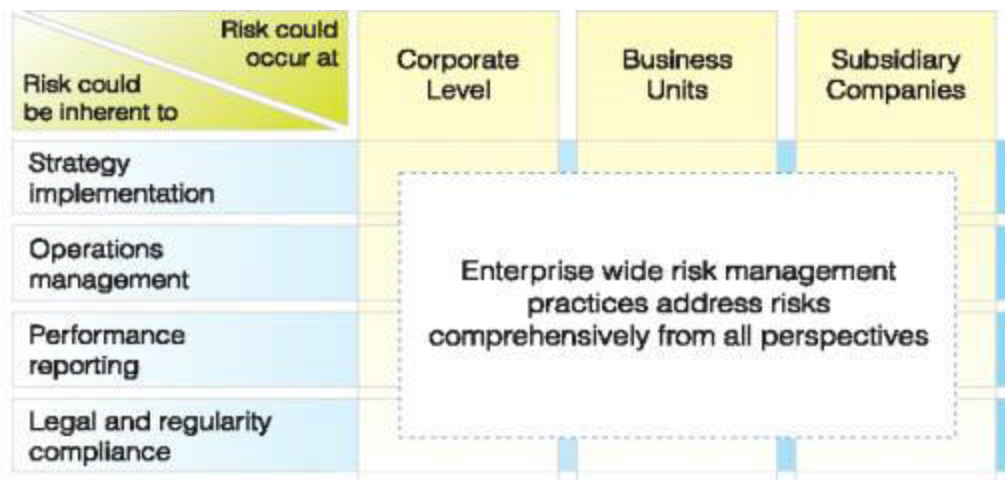 Risk could
occur at
Risk could
be inherent to
Corporate
Level
Business
Units
Subsidiary
Companies
Strategy
implementation
Operations
management
Performance
reporting
Legal and regularity
compliance
Enterprise wide risk management
practices address risks
comprehensively from all perspectives